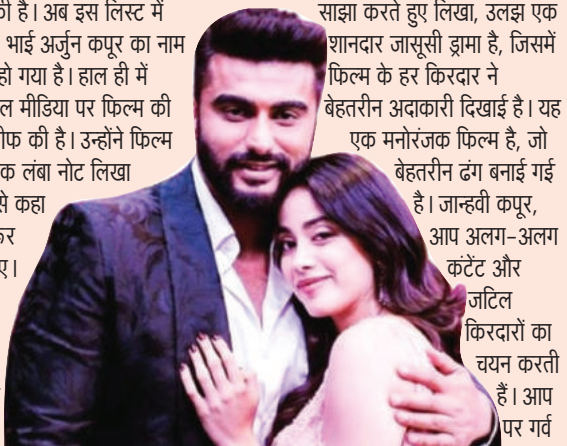 की है। अब इस लिस्ट में
भाई अर्जुन कपूर का नाम
हो गया है। हाल ही में
ल मीडिया पर फिल्म की
ीफ की है। उन्होंने फिल्म
क लंबा नोट लिखा
से कहा
र
ए।
साझा करते हुए लिखा, उलझ एक
शानदार जासूसी ड्रामा है, जिसमें
फिल्म के हर किरदार ने
बेहतरीन अदाकारी दिखाई है। यह
एक मनोरंजक फिल्म है, जो
बेहतरीन ढंग बनाई गई
है। जान्हवी कपूर,
आप अलग-अलग
कंटेंट और
जटिल
किरदारों का
चयन करती
हैं। आप
पर गर्व